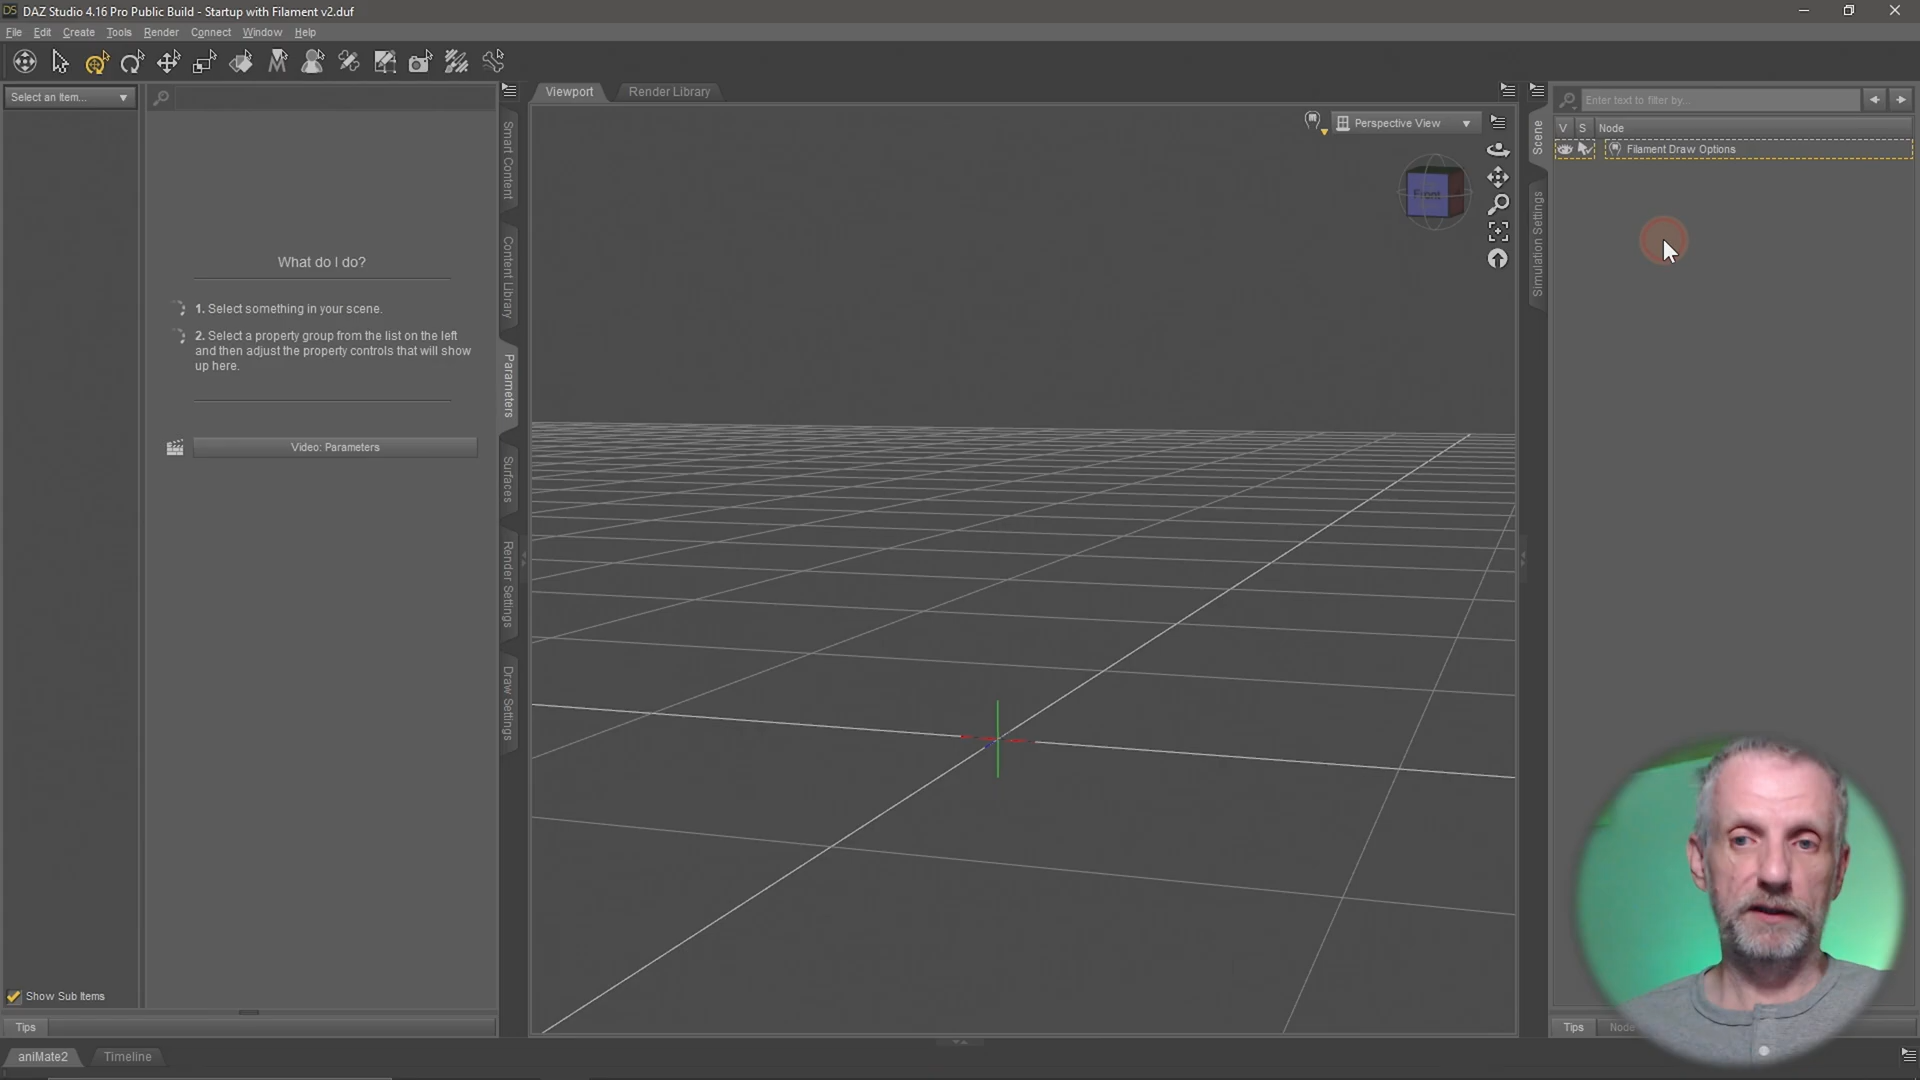 DS DAZ Studio 4.16 Pro Public Build - Startup with Filament v2.duf
File Edit Create Tools Render Connect Window Help
Select an Item...
What do I do?
1. Select something in your scene.
2. Select a property group from the list on the left
and then adjust the property controls that will show
up here.
Video: Parameters
Show Sub Items
Tips
aniMate2 Timeline
Smart Content
Content Library
Parameters
Surfaces
Render Settings
Draw Settings
Viewport Render Library
Perspective View
Front
Scene
Simulation Settings
Enter text to filter by...
V S Node
Filament Draw Options
Tips Node